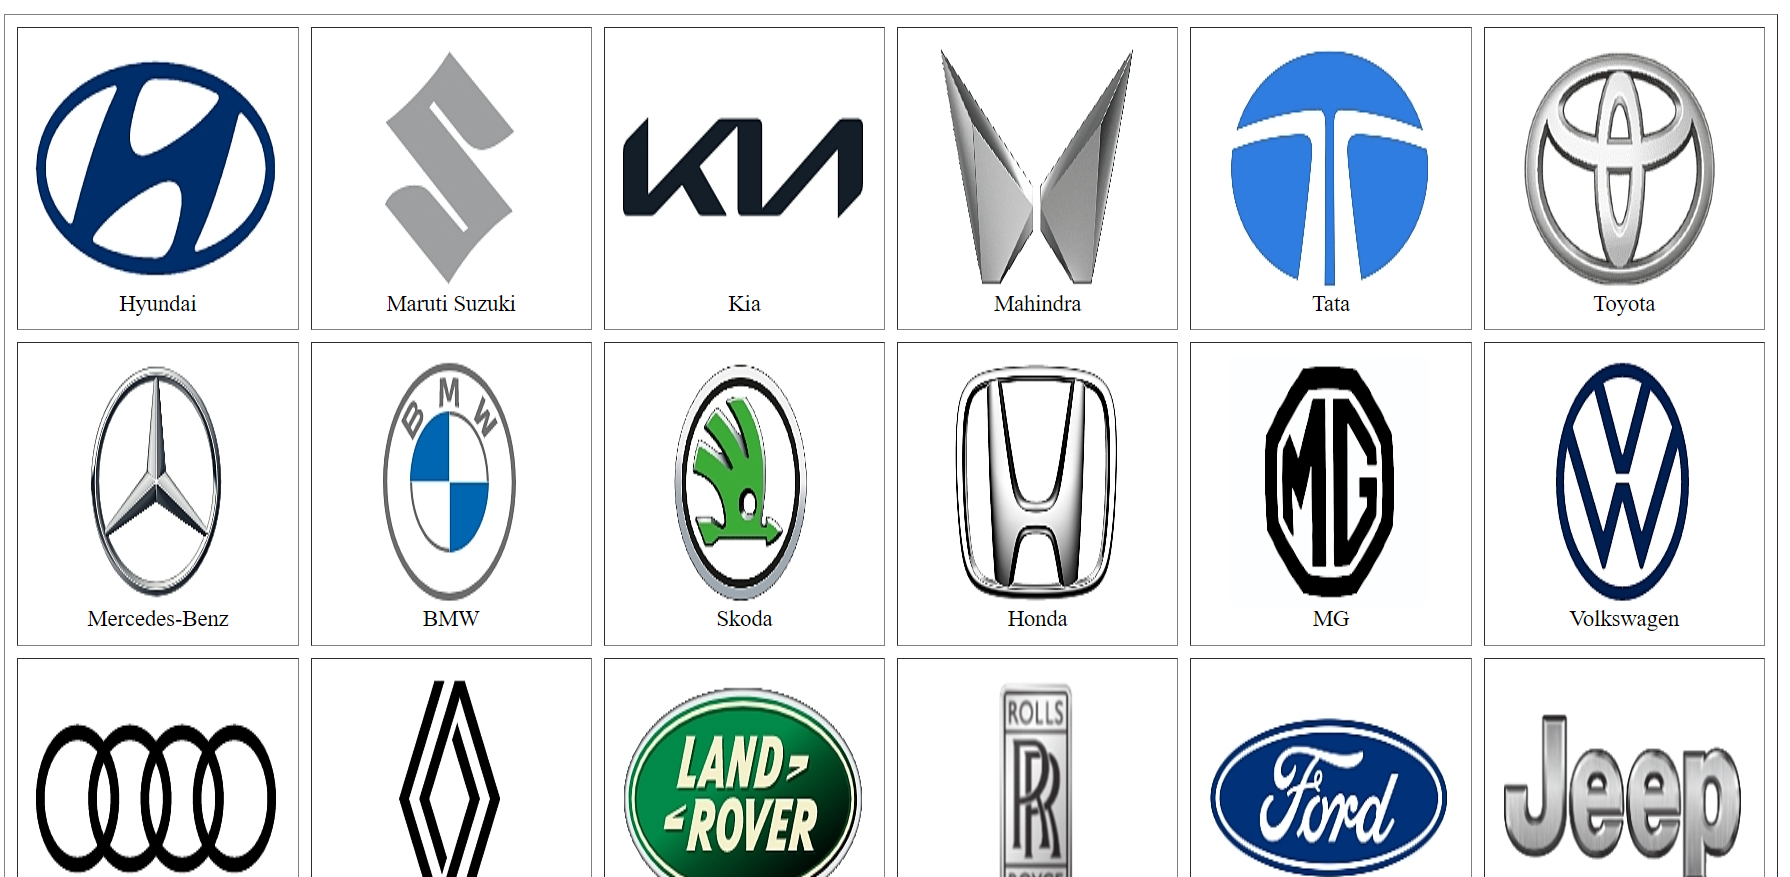 KIA
Hyundai
Maruti Suzuki
Kia
Mahindra
Tata
Toyota
BMW
MG
Mercedes-Benz
BMW
Skoda
Honda
MG
Volkswagen
LAND
ROVER
ROLLS
RR
ROYCE
Ford
Jeep